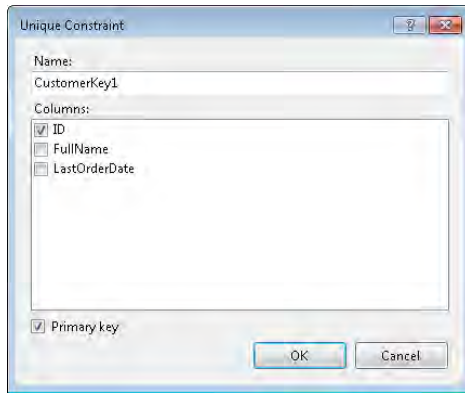 Unique Constraint
Name:
CustomerKey1
Columns:
ID
FullName
LastOrderDate
Primary key
OK Cancel